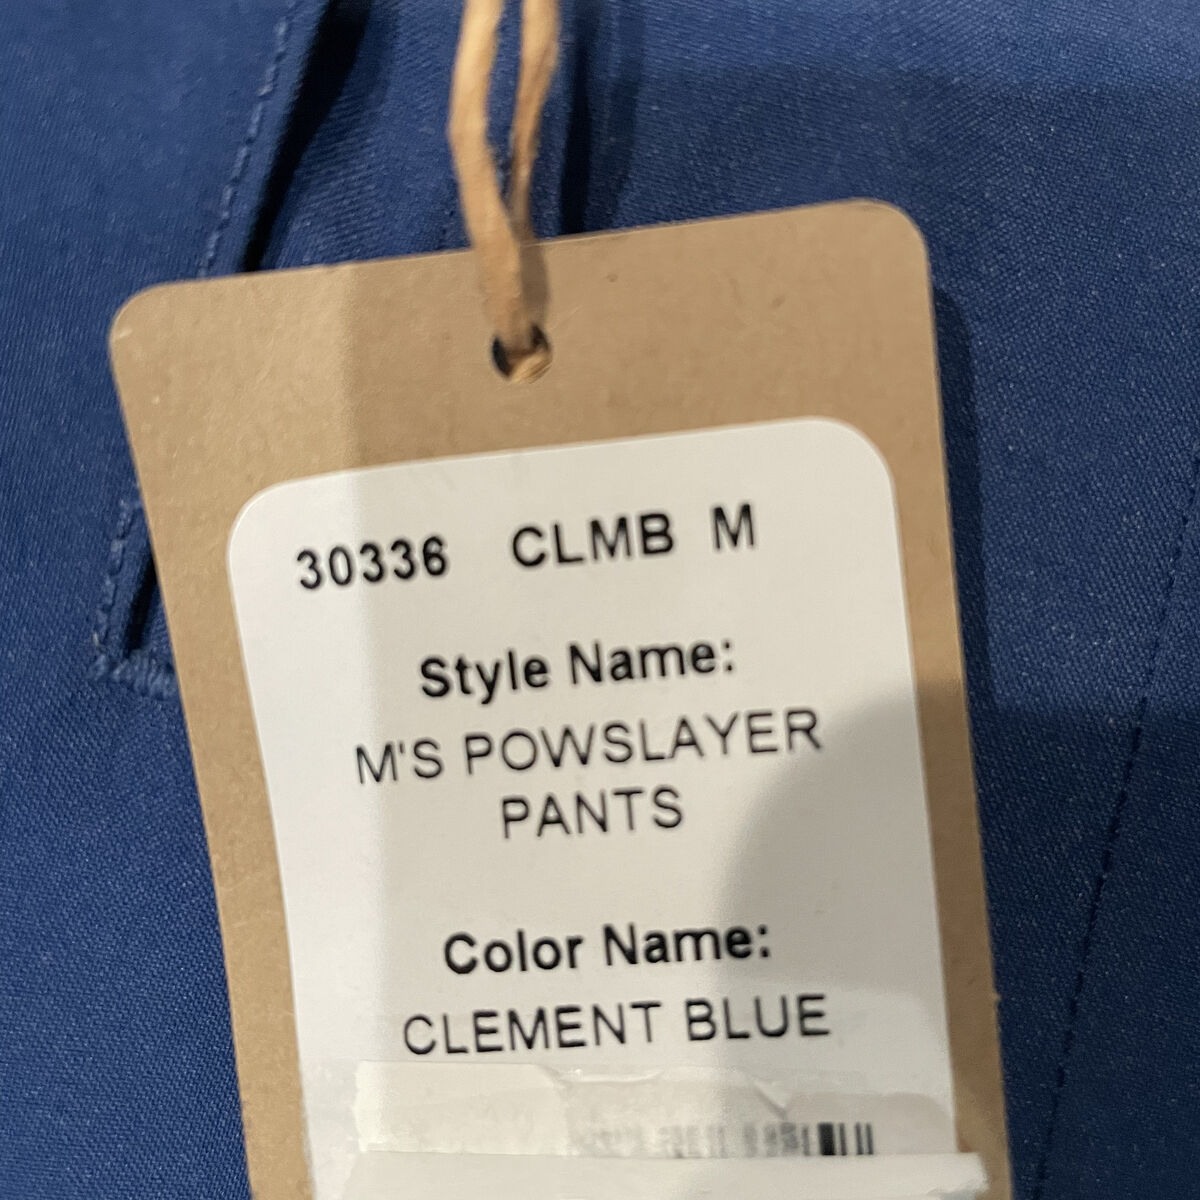 30336 CLMB M
Style Name:
M'S POWSLAYER
PANTS
Color Name:
CLEMENT BLUE